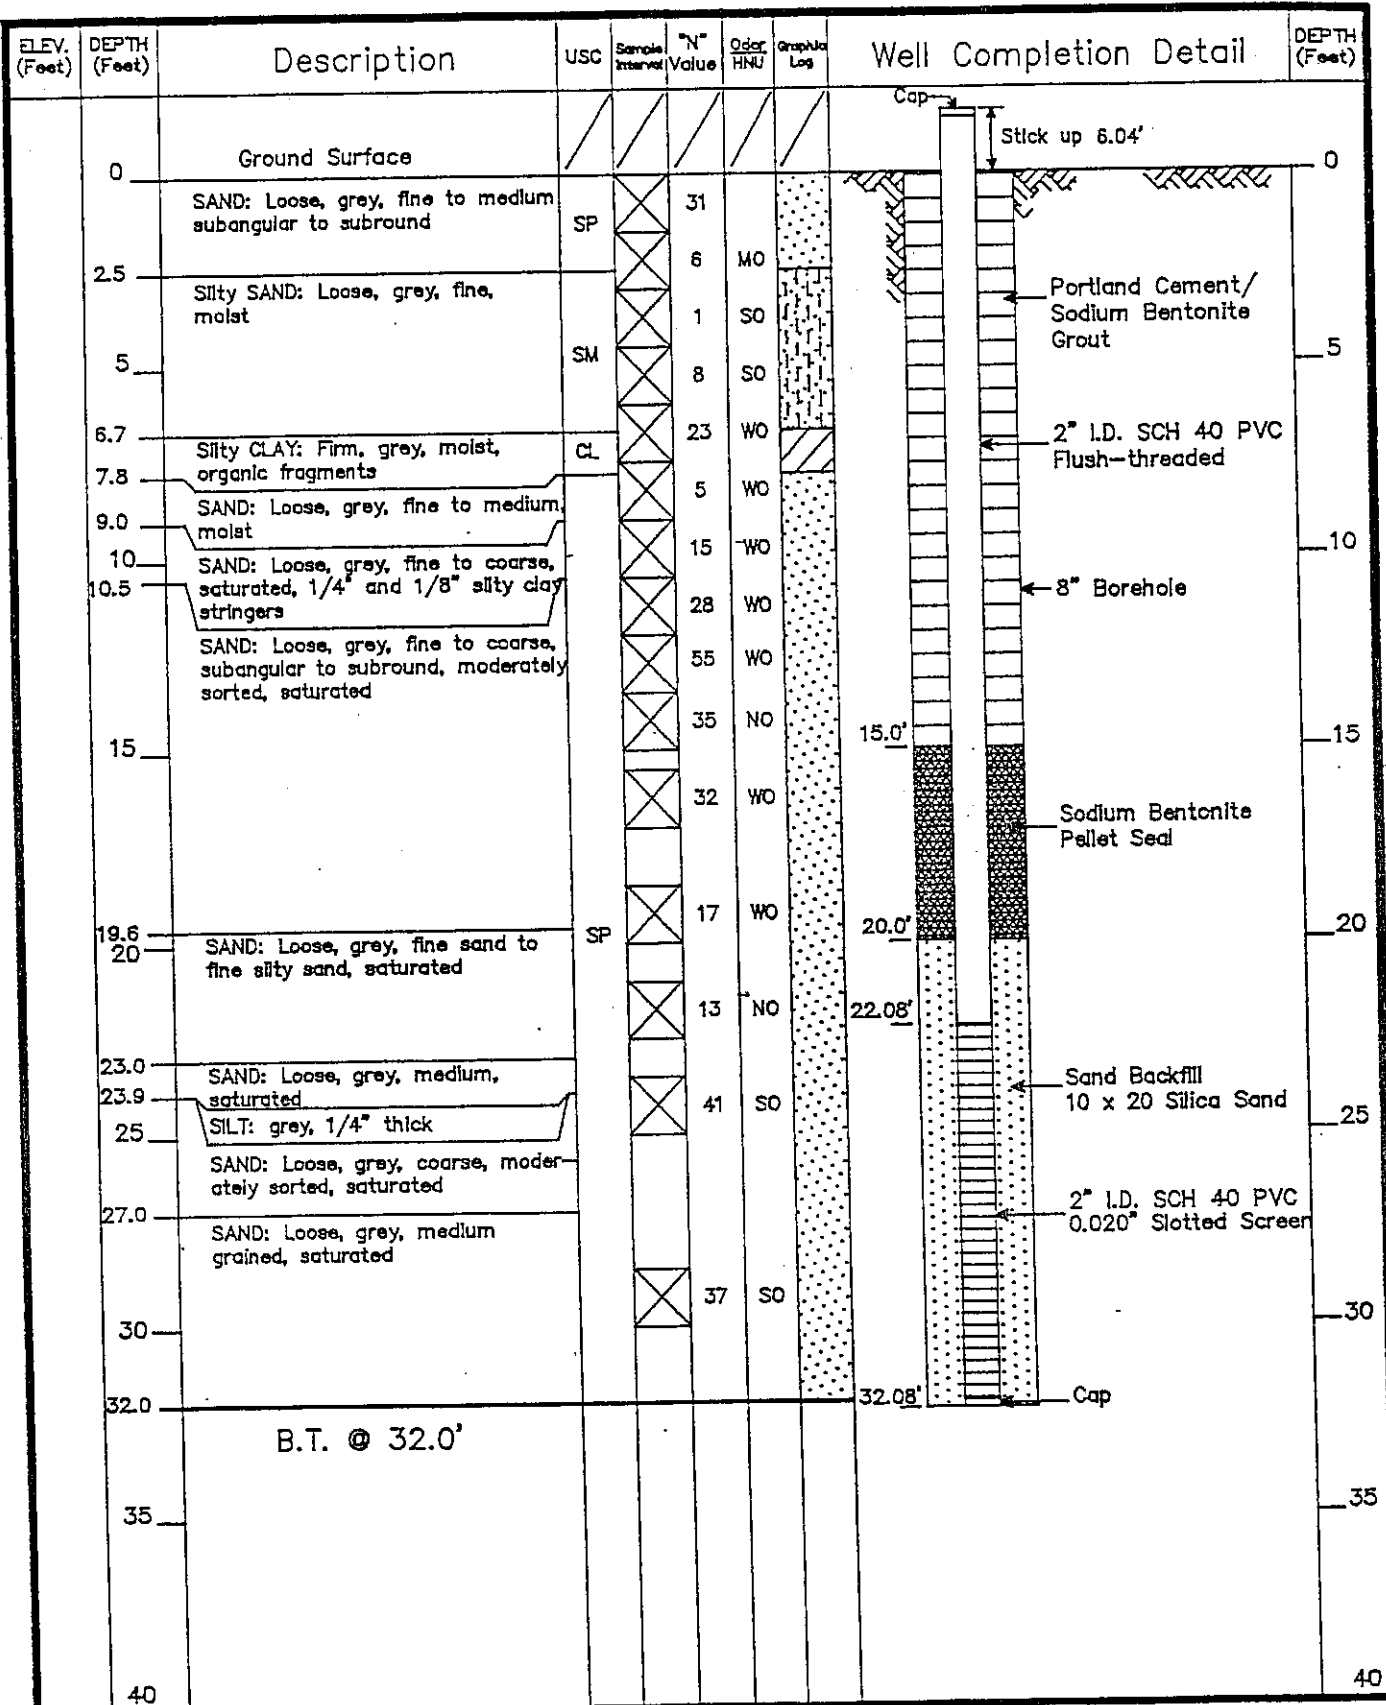 ELEV. (Feet)
DEPTH (Feet)
Description
USC
Sample Interval
"N" Value
Odor HNU
Graphic Log
Well Completion Detail
DEPTH (Feet)
Cap
Stick up 6.04'
Ground Surface
0
0
SAND: Loose, grey, fine to medium
subangular to subround
SP
31
6
MO
2.5
Silty SAND: Loose, grey, fine,
moist
1
SO
Portland Cement/
Sodium Bentonite
Grout
SM
5
8
SO
5
6.7
23
WO
2" I.D. SCH 40 PVC
Flush-threaded
Silty CLAY: Firm, grey, moist,
organic fragments
CL
7.8
5
WO
SAND: Loose, grey, fine to medium,
moist
9.0
15
WO
10
10
SAND: Loose, grey, fine to coarse,
saturated, 1/4" and 1/8" silty clay
stringers
10.5
28
WO
8" Borehole
SAND: Loose, grey, fine to coarse,
subangular to subround, moderately
sorted, saturated
55
WO
35
NO
15.0'
15
15
32
WO
Sodium Bentonite
Pellet Seal
17
WO
20.0'
20
19.6
SP
20
SAND: Loose, grey, fine sand to
fine silty sand, saturated
13
NO
22.08'
23.0
SAND: Loose, grey, medium,
saturated
Sand Backfill
10 x 20 Silica Sand
23.9
41
SO
SILT: grey, 1/4" thick
25
25
SAND: Loose, grey, coarse, moder-
ately sorted, saturated
2" I.D. SCH 40 PVC
0.020" Slotted Screen
27.0
SAND: Loose, grey, medium
grained, saturated
37
SO
30
30
32.0
32.08'
Cap
B.T. @ 32.0'
35
35
40
40